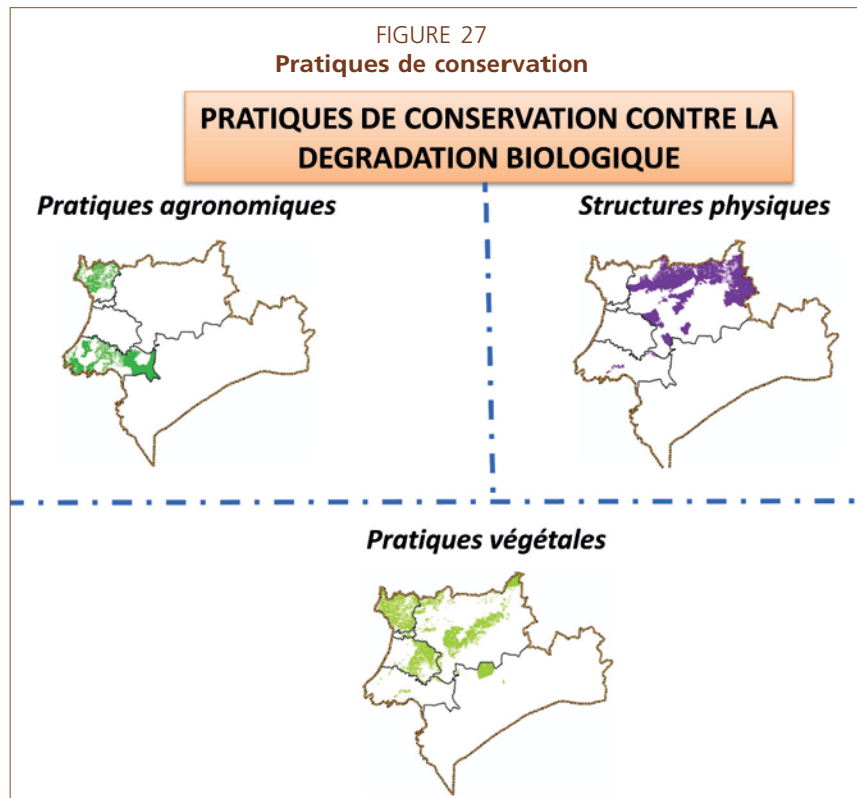 FIGURE 27
Pratiques de conservation
PRATIQUES DE CONSERVATION CONTRE LA
DEGRADATION BIOLOGIQUE
Pratiques agronomiques
Structures physiques
Pratiques végétales